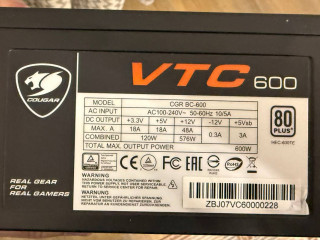 COUGAR
VTC 600
MODEL CGR BC-600
AC INPUT AC100-240V~ 50-60Hz 10/5A
DC OUTPUT +3.3V +5V +12V -12V +5Vsb
MAX. A. 18A 18A 48A 0.3A 3A
COMBINED 120W 576W
TOTAL MAX. OUTPUT POWER 600W
80
PLUS
HEC-600TE
REAL GEAR
FOR
REAL GAMERS
ZBJ07VC60000228